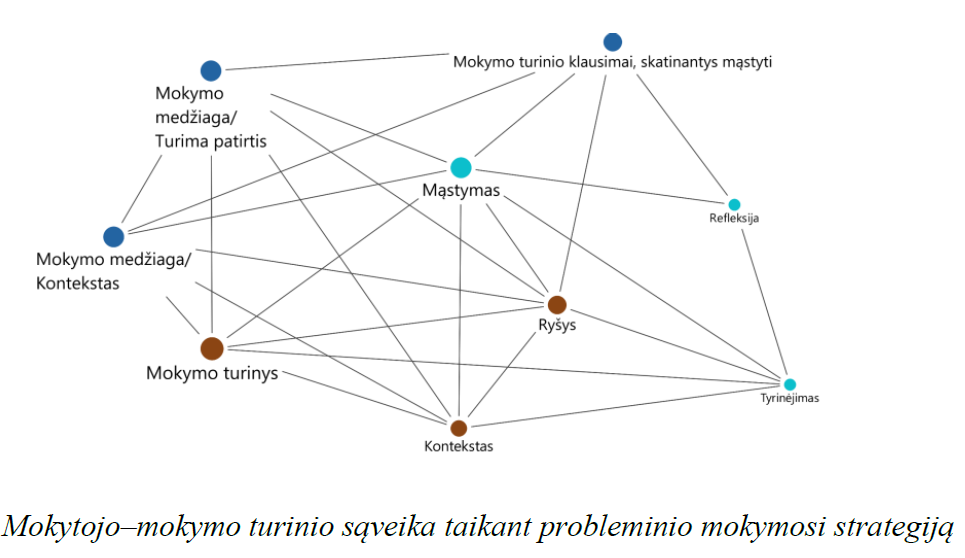 Mokymo turinio klausimai, skatinantys mąstyti
Mokymo
medžiaga/
Turima patirtis
Mąstymas
Refleksija
Mokymo medžiaga/
Kontekstas
Ryšys
Mokymo turinys
Tyrinėjimas
Kontekstas
Mokytojo–mokymo turinio sąveika taikant probleminio mokymosi strategiją